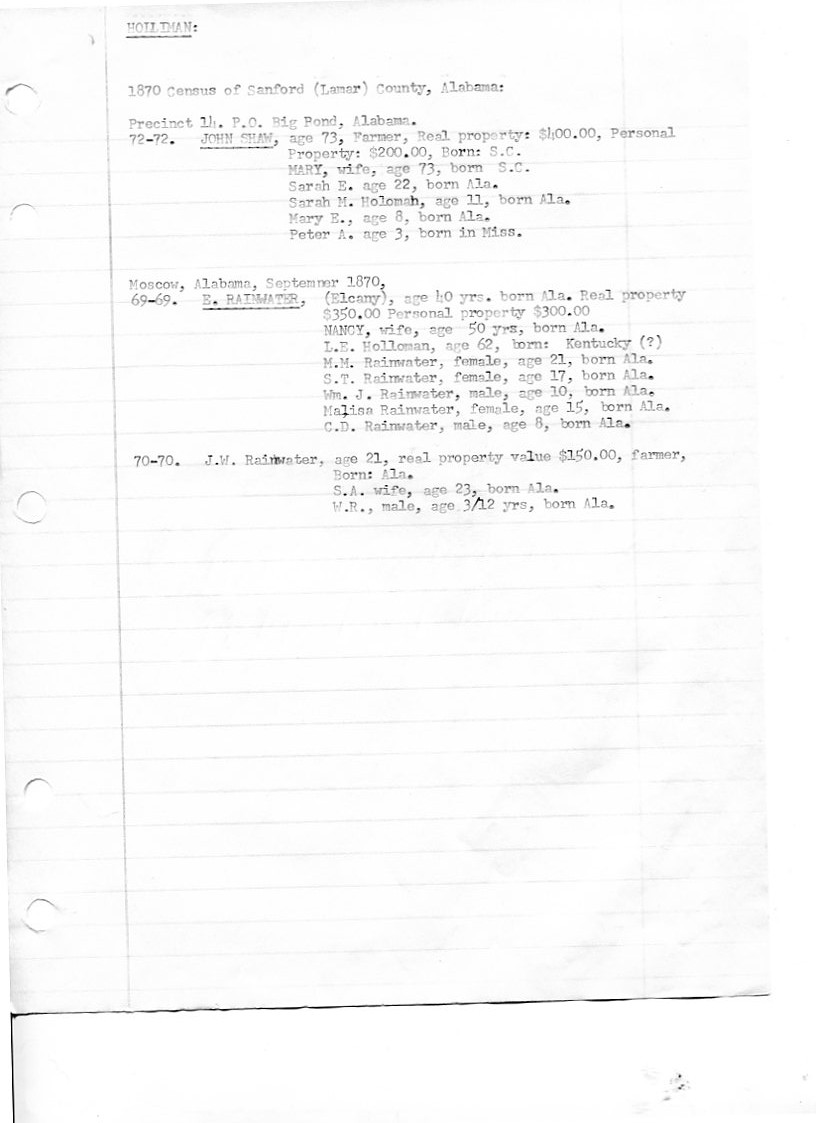 HOLLIMAN:
1870 Census of Sanford (Lamar) County, Alabama:
Precinct 14. P.O. Big Pond, Alabama.
72-72. JOHN SHAW, age 73, Farmer, Real property: $400.00, Personal
Property: $200.00, Born: S.C.
MARY, wife, age 73, born S.C.
Sarah E. age 22, born Ala.
Sarah M. Holomah, age 11, born Ala.
Mary E., age 8, born Ala.
Peter A. age 3, born in Miss.
Moscow, Alabama, Septemner 1870,
69-69. E. RAINWATER, (Elcany), age 40 yrs. born Ala. Real property
$350.00 Personal property $300.00
NANCY, wife, age 50 yrs, born Ala.
L.E. Holloman, age 62, born: Kentucky (?)
M.M. Rainwater, female, age 21, born Ala.
S.T. Rainwater, female, age 17, born Ala.
Wm. J. Rainwater, male, age 10, born Ala.
Malisa Rainwater, female, age 15, born Ala.
C.D. Rainwater, male, age 8, born Ala.
70-70. J.W. Rainwater, age 21, real property value $150.00, farmer,
Born: Ala.
S.A. wife, age 23, born Ala.
W.R., male, age 3/12 yrs, born Ala.